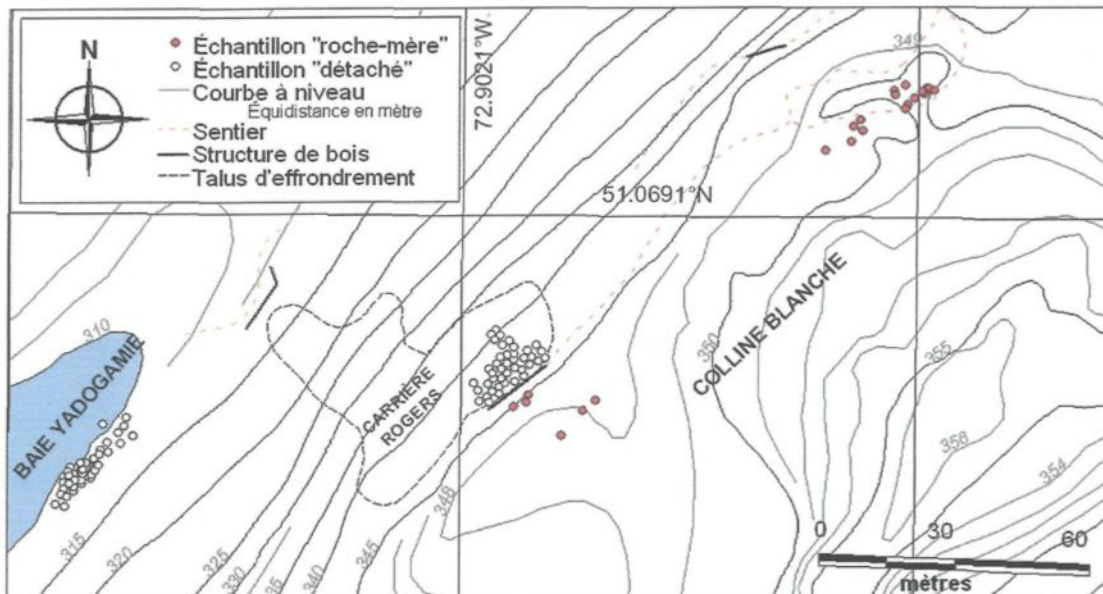 N
Échantillon "roche-mère"
Échantillon "détaché"
Courbe à niveau
Équidistance en mètre
Sentier
Structure de bois
Talus d'effrondrement
72.9021°W
349
51.0691°N
310
BAIE YADOGAMIE
CARRIÈRE
ROGERS
COLLINE BLANCHE
350
355
358
354
348
345
315
320
325
330
35
340
0
30
60
mètres